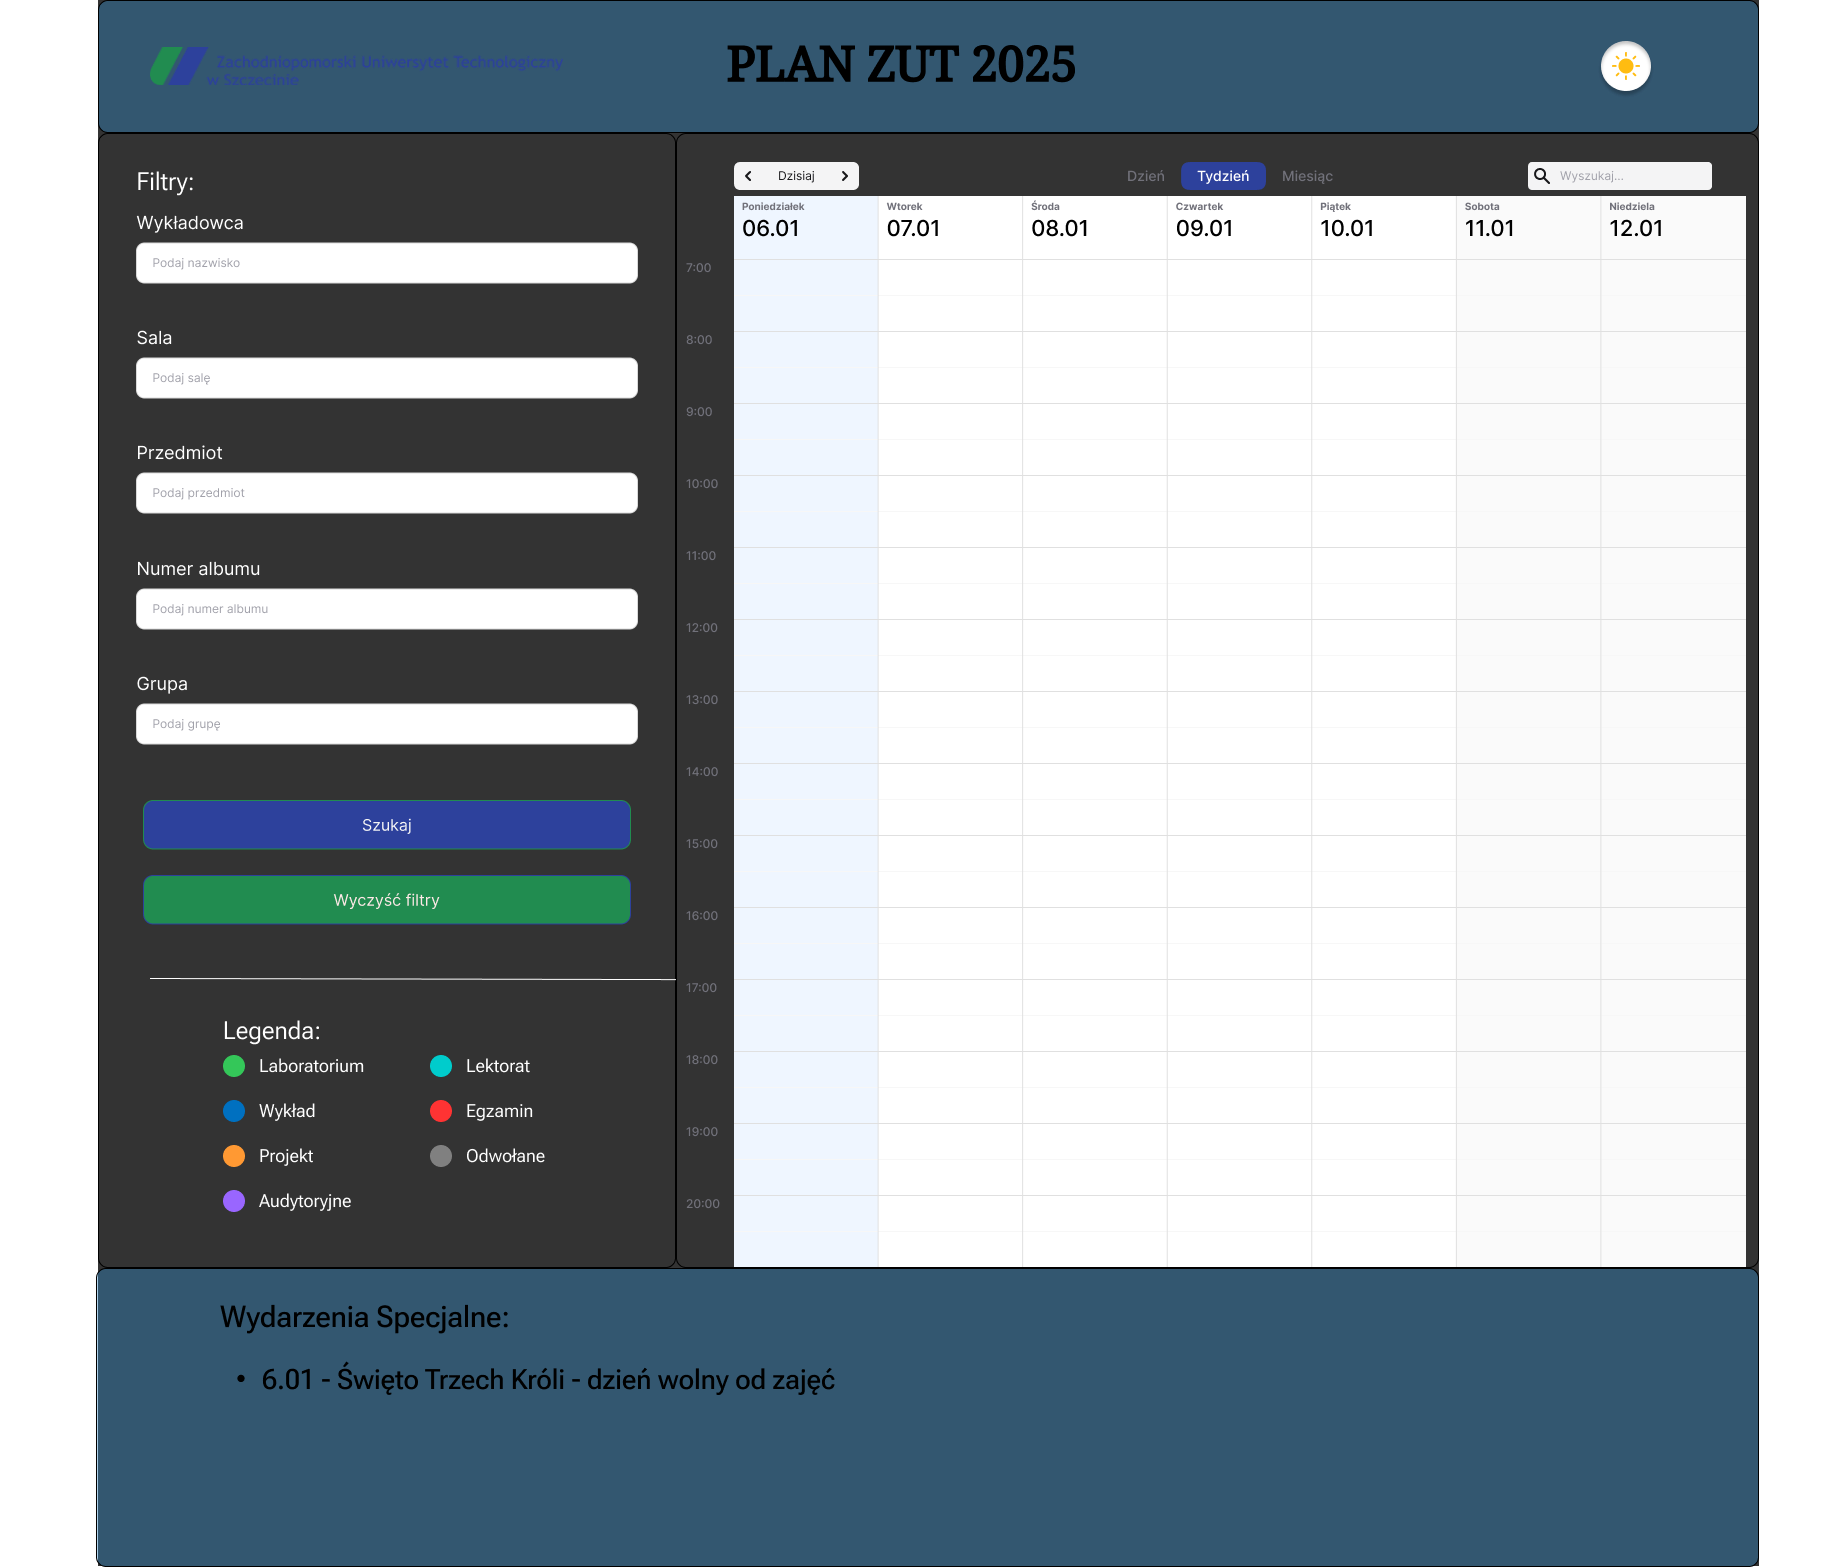 Zachodniopomorski Uniwersytet Technologiczny
w Szczecinie
PLAN ZUT 2025
Filtry:
Wykładowca
Podaj nazwisko
Sala
Podaj salę
Przedmiot
Podaj przedmiot
Numer albumu
Podaj numer albumu
Grupa
Podaj grupę
Szukaj
Wyczyść filtry
Legenda:
Laboratorium
Lektorat
Wykład
Egzamin
Projekt
Odwołane
Audytoryjne
Dzisiaj
Dzień
Tydzień
Miesiąc
Wyszukaj...
Poniedziałek
06.01
Wtorek
07.01
Środa
08.01
Czwartek
09.01
Piątek
10.01
Sobota
11.01
Niedziela
12.01
7:00
8:00
9:00
10:00
11:00
12:00
13:00
14:00
15:00
16:00
17:00
18:00
19:00
20:00
Wydarzenia Specjalne:
• 6.01 - Święto Trzech Króli - dzień wolny od zajęć